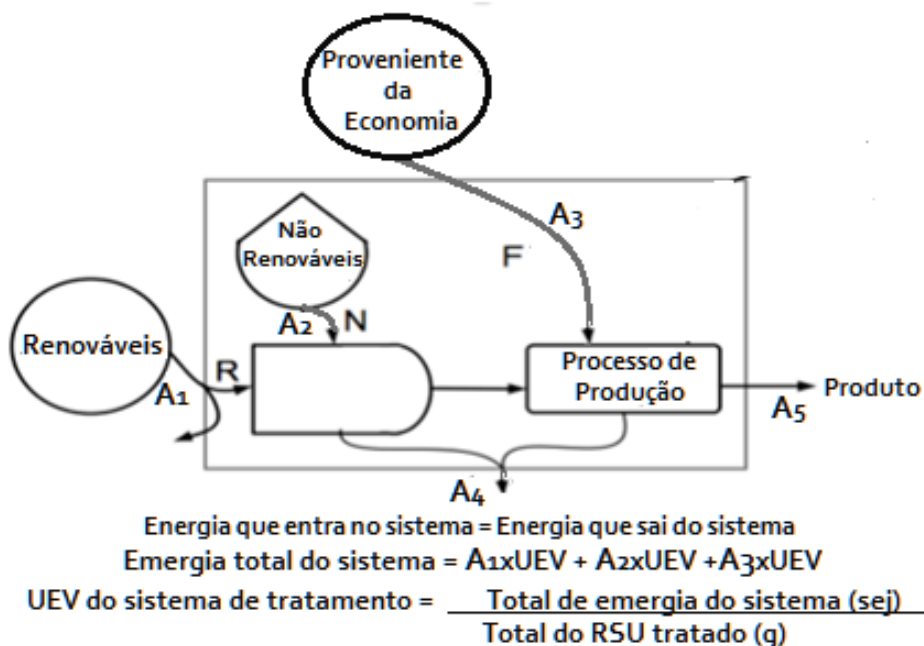 Proveniente
da
Economia
A3
F
Não
Renováveis
A2
N
Renováveis
A1
R
Processo de
Produção
A5
Produto
A4
Energia que entra no sistema = Energia que sai do sistema
Emergia total do sistema = A1xUEV + A2xUEV +A3xUEV
UEV do sistema de tratamento = Total de emergia do sistema (sej)
Total do RSU tratado (g)